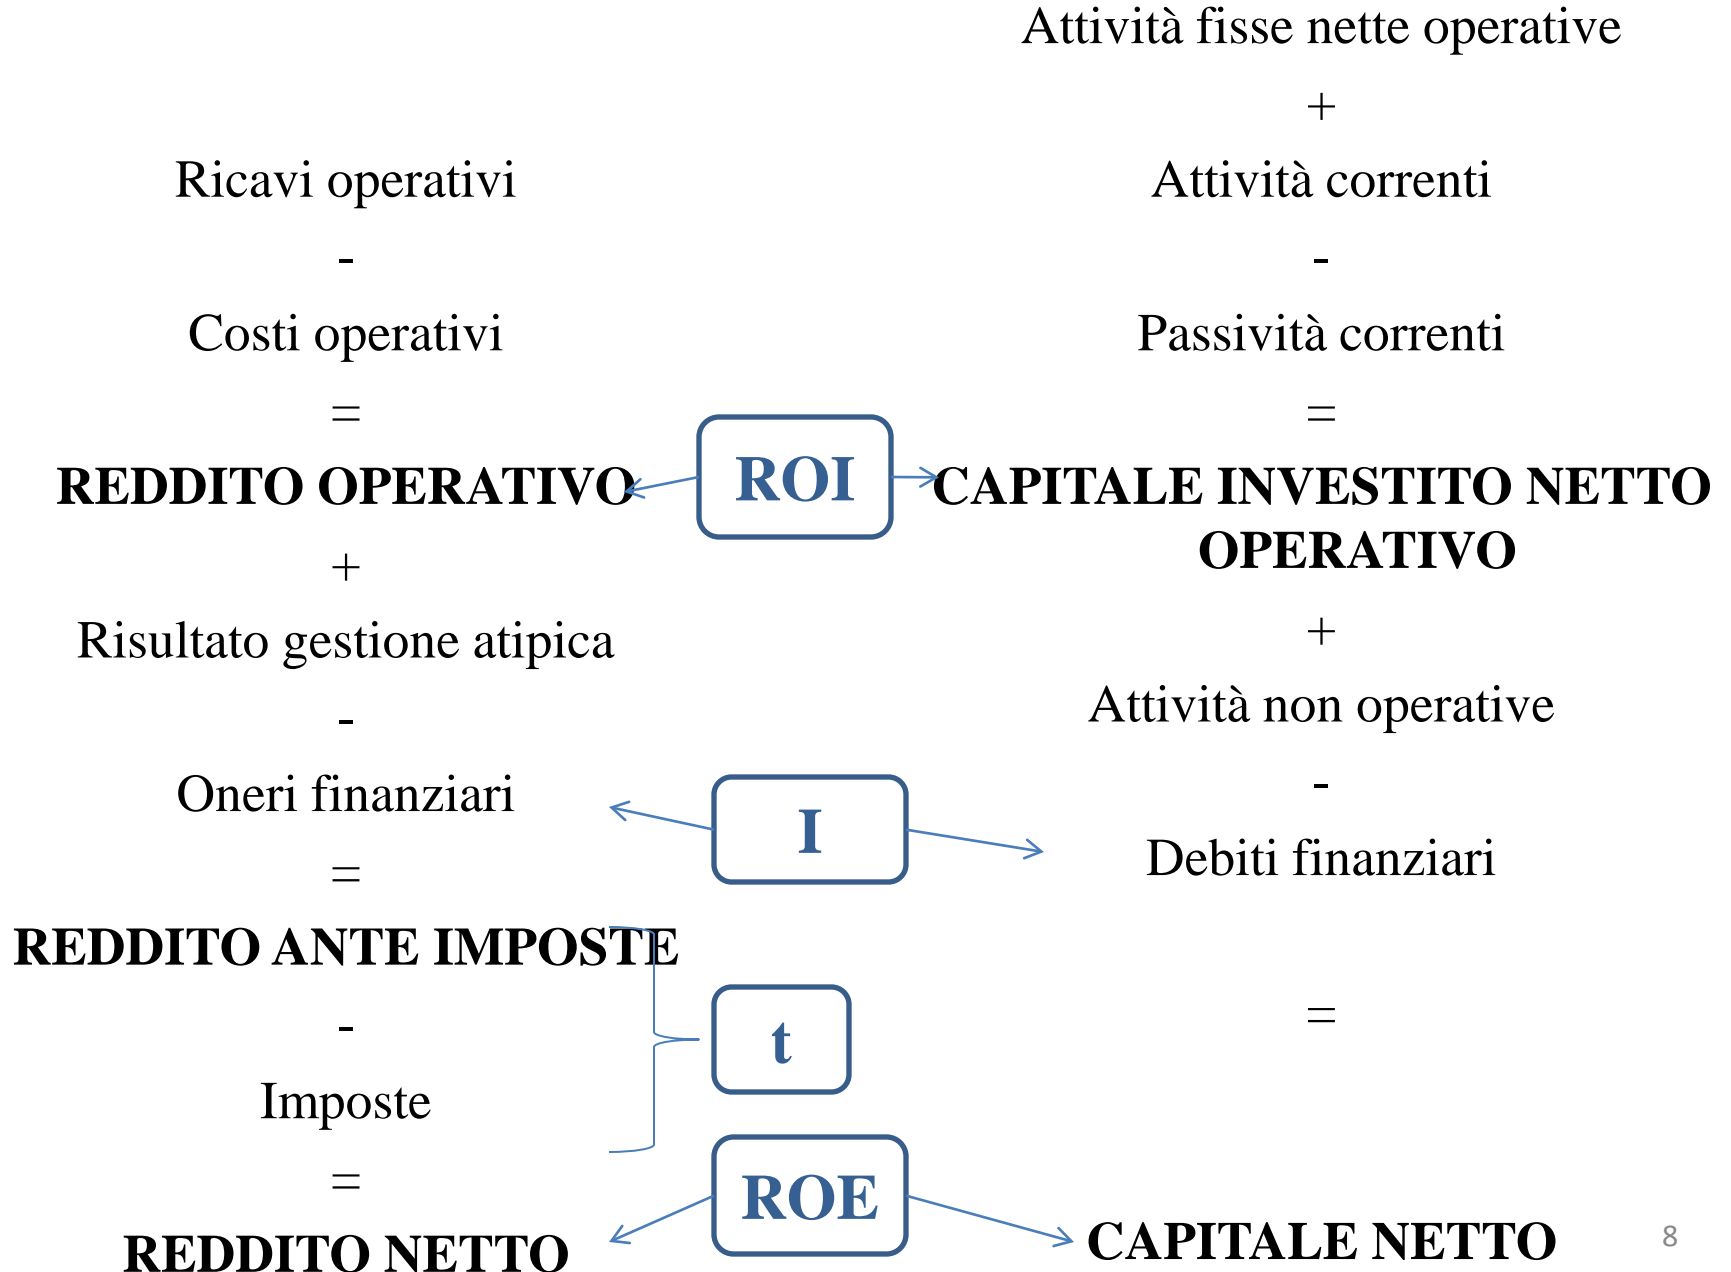 Ricavi operativi
-
Costi operativi
=
REDDITO OPERATIVO
+
Risultato gestione atipica
-
Oneri finanziari
=
REDDITO ANTE IMPOSTE
-
Imposte
=
REDDITO NETTO
ROI
I
t
ROE
Attività fisse nette operative
+
Attività correnti
-
Passività correnti
=
CAPITALE INVESTITO NETTO
OPERATIVO
+
Attività non operative
-
Debiti finanziari
=
CAPITALE NETTO
8